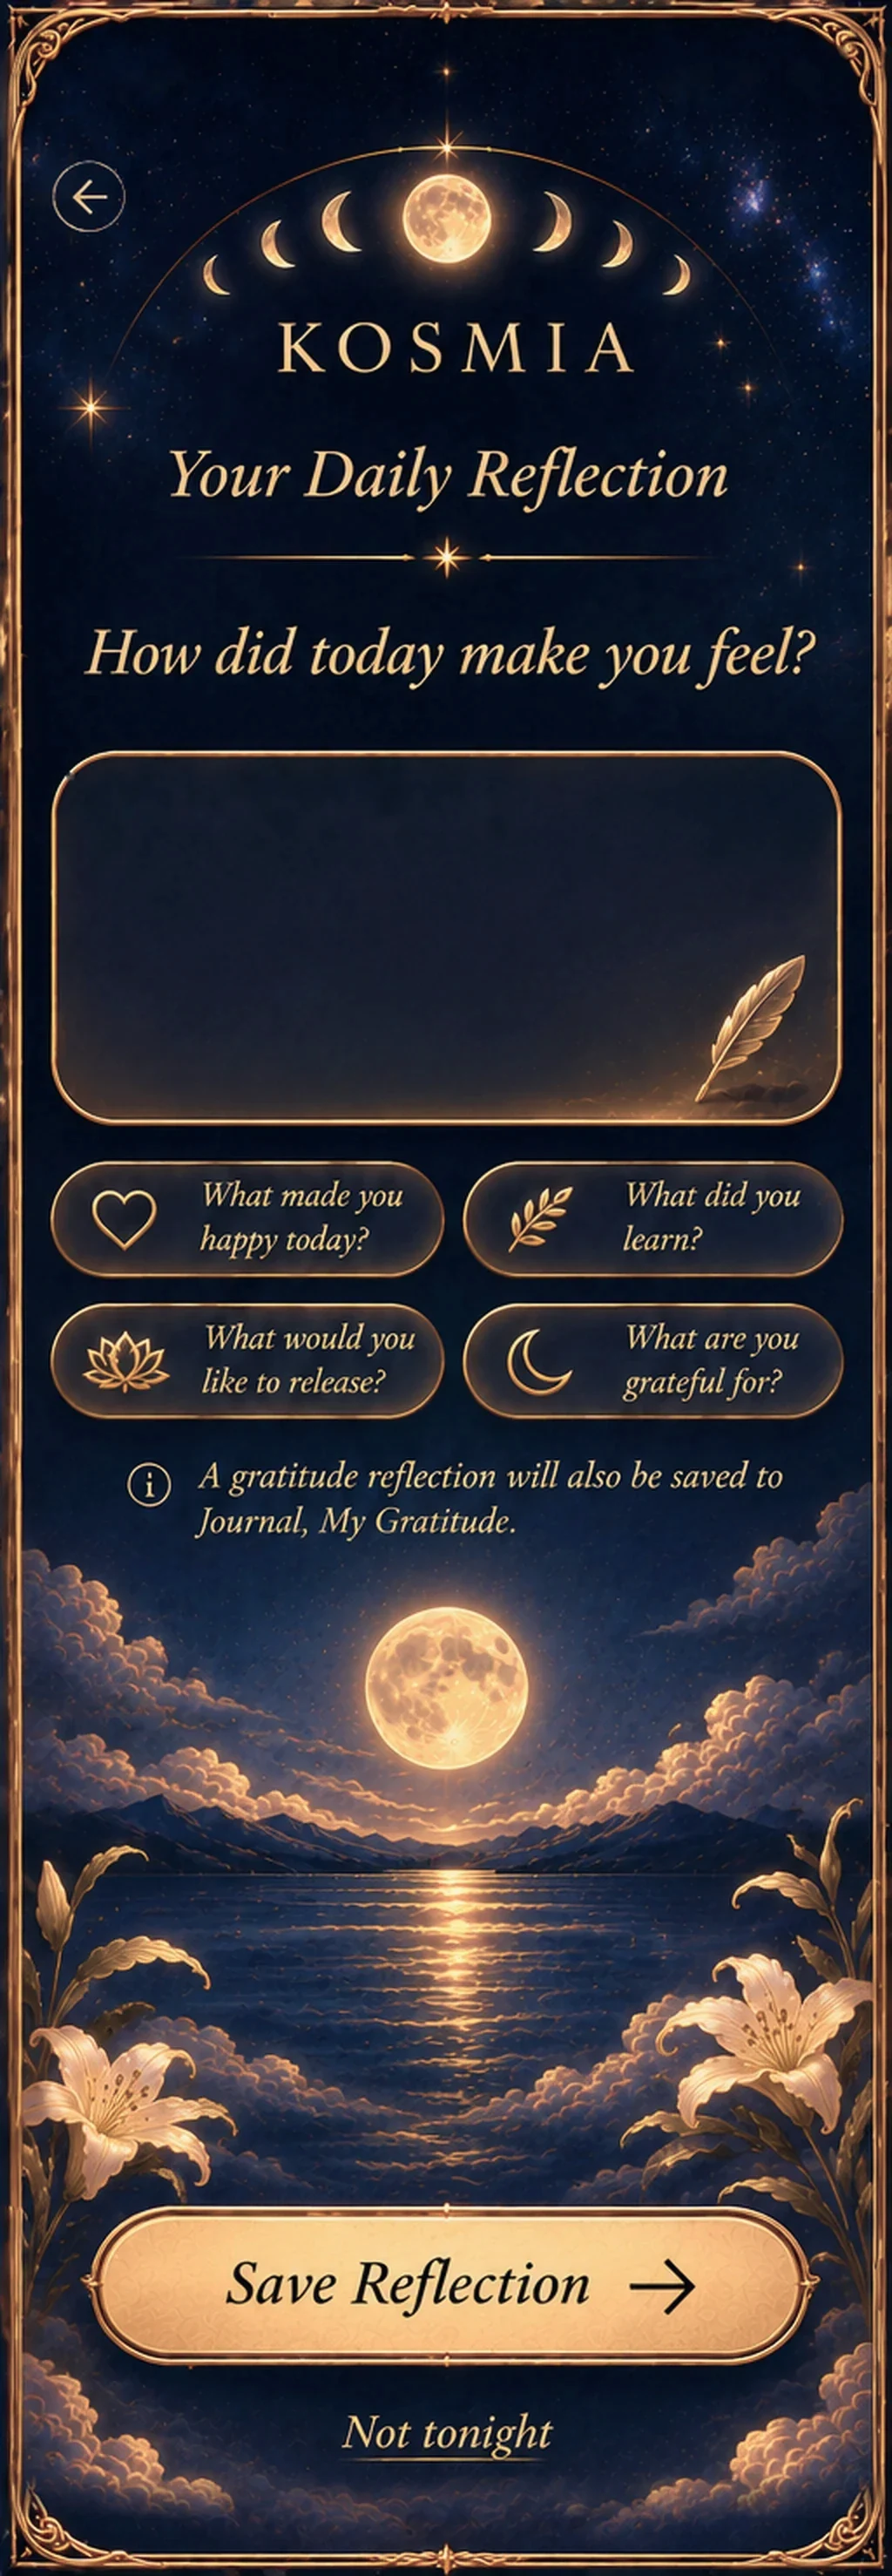 KOSMIA
Your Daily Reflection
How did today make you feel?
What made you
happy today?
What did you
learn?
What would you
like to release?
What are you
grateful for?
A gratitude reflection will also be saved to
Journal, My Gratitude.
Save Reflection
Not tonight